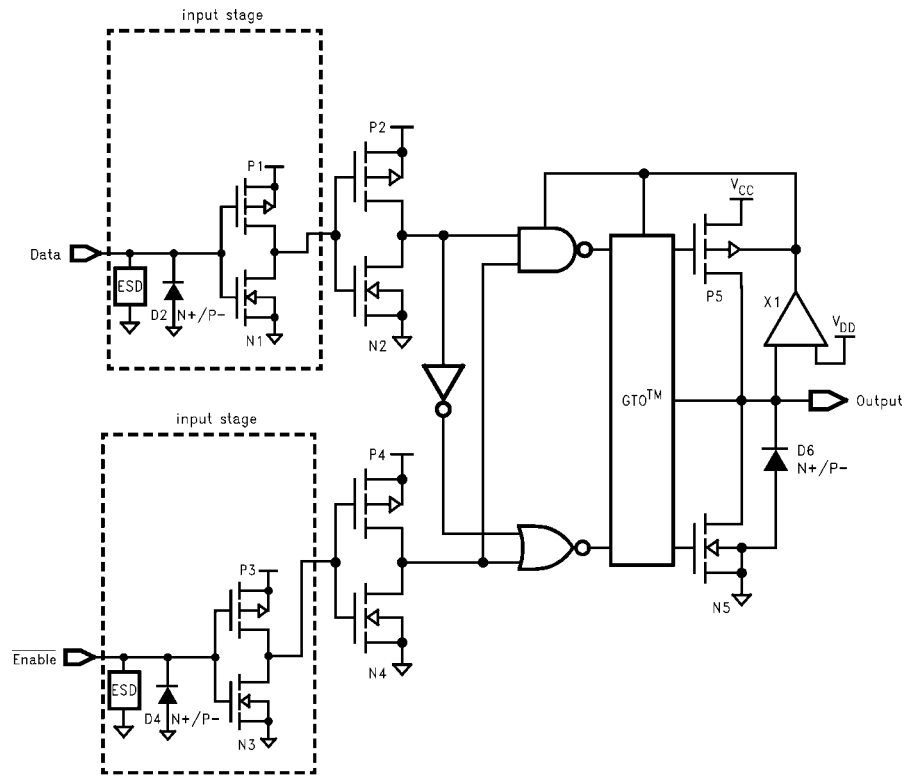 input stage
P2
P1
V_CC
Data
ESD
D2 N+/P-
N1
N2
P5
X1
V_DD
GTO™
Output
input stage
D6
N+/P-
P4
P3
N5
Enable
ESD
D4 N+/P-
N3
N4